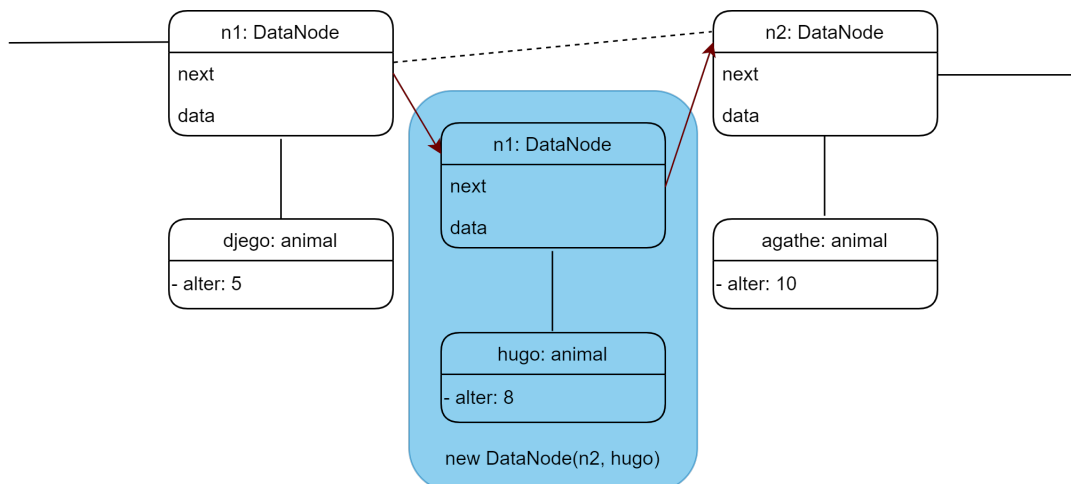 n1: DataNode
next
data
djego: animal
- alter: 5
n1: DataNode
next
data
hugo: animal
- alter: 8
new DataNode(n2, hugo)
n2: DataNode
next
data
agathe: animal
- alter: 10